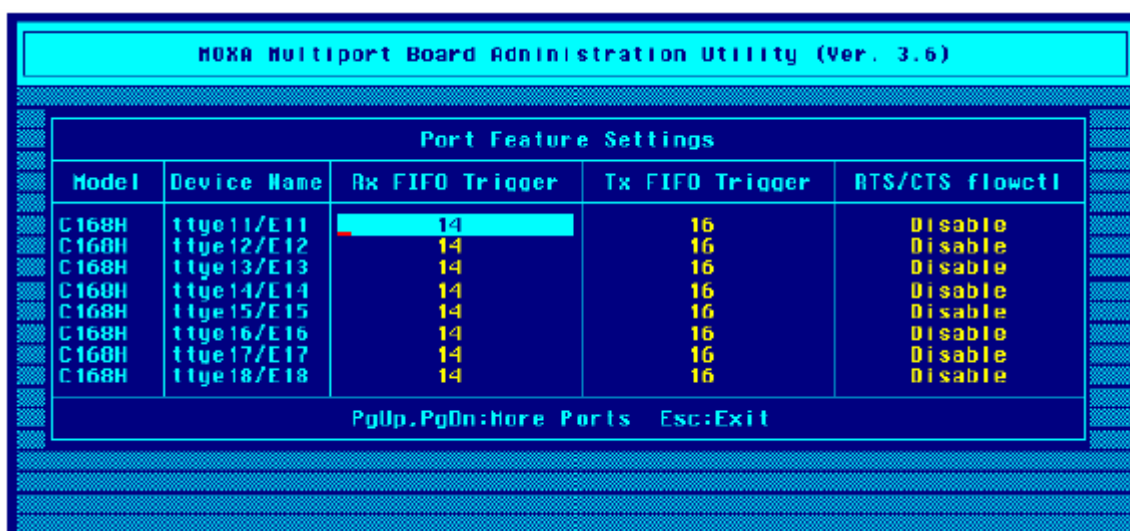 MOXA Multiport Board Administration Utility (Ver. 3.6)
Port Feature Settings
Model Device Name Rx FIFO Trigger Tx FIFO Trigger RTS/CTS flowctl
C168H ttye11/E11 14 16 Disable
C168H ttye12/E12 14 16 Disable
C168H ttye13/E13 14 16 Disable
C168H ttye14/E14 14 16 Disable
C168H ttye15/E15 14 16 Disable
C168H ttye16/E16 14 16 Disable
C168H ttye17/E17 14 16 Disable
C168H ttye18/E18 14 16 Disable
PgUp,PgDn:More Ports Esc:Exit